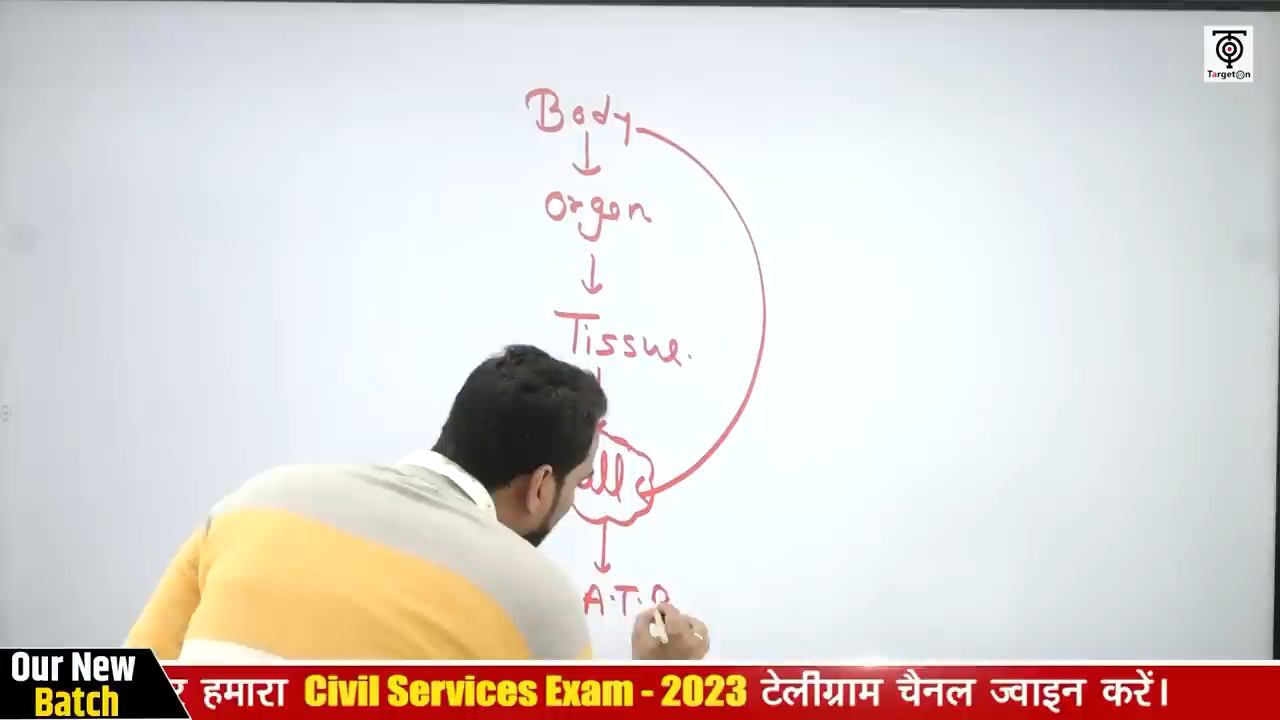 TargetOn
Body
Organ
Tissue.
A.T.P
Our New
Batch
हमारा Civil Services Exam - 2023 टेलीग्राम चैनल ज्वाइन करें।